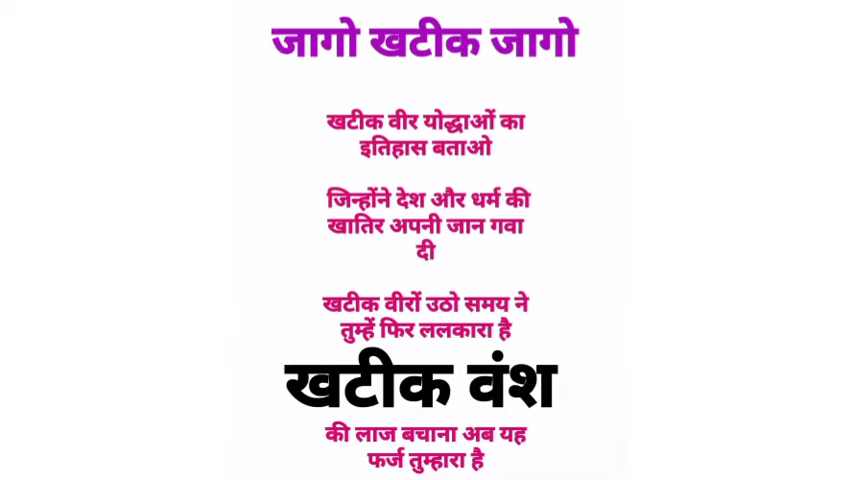 जागो खटीक जागो
खटीक वीर योद्धाओं का
इतिहास बताओ
जिन्होंने देश और धर्म की
खातिर अपनी जान गवा
दी
खटीक वीरों उठो समय ने
तुम्हें फिर ललकारा है
खटीक वंश
की लाज बचाना अब यह
फर्ज तुम्हारा है